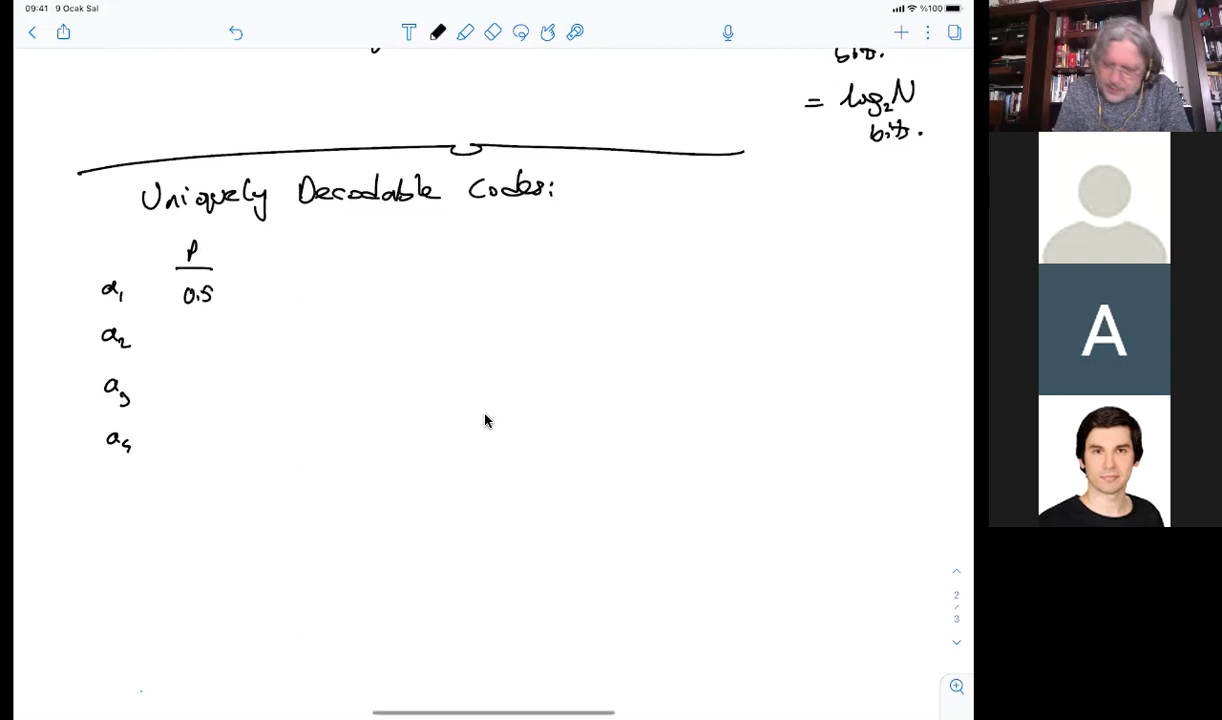 09:41 9 Ocak Sal
%100
bits.
= log₂N
bits.
Uniquely Decodable Codes:
P
a₁ 0.5
a₂
a₃
a₄
A
2
/
3